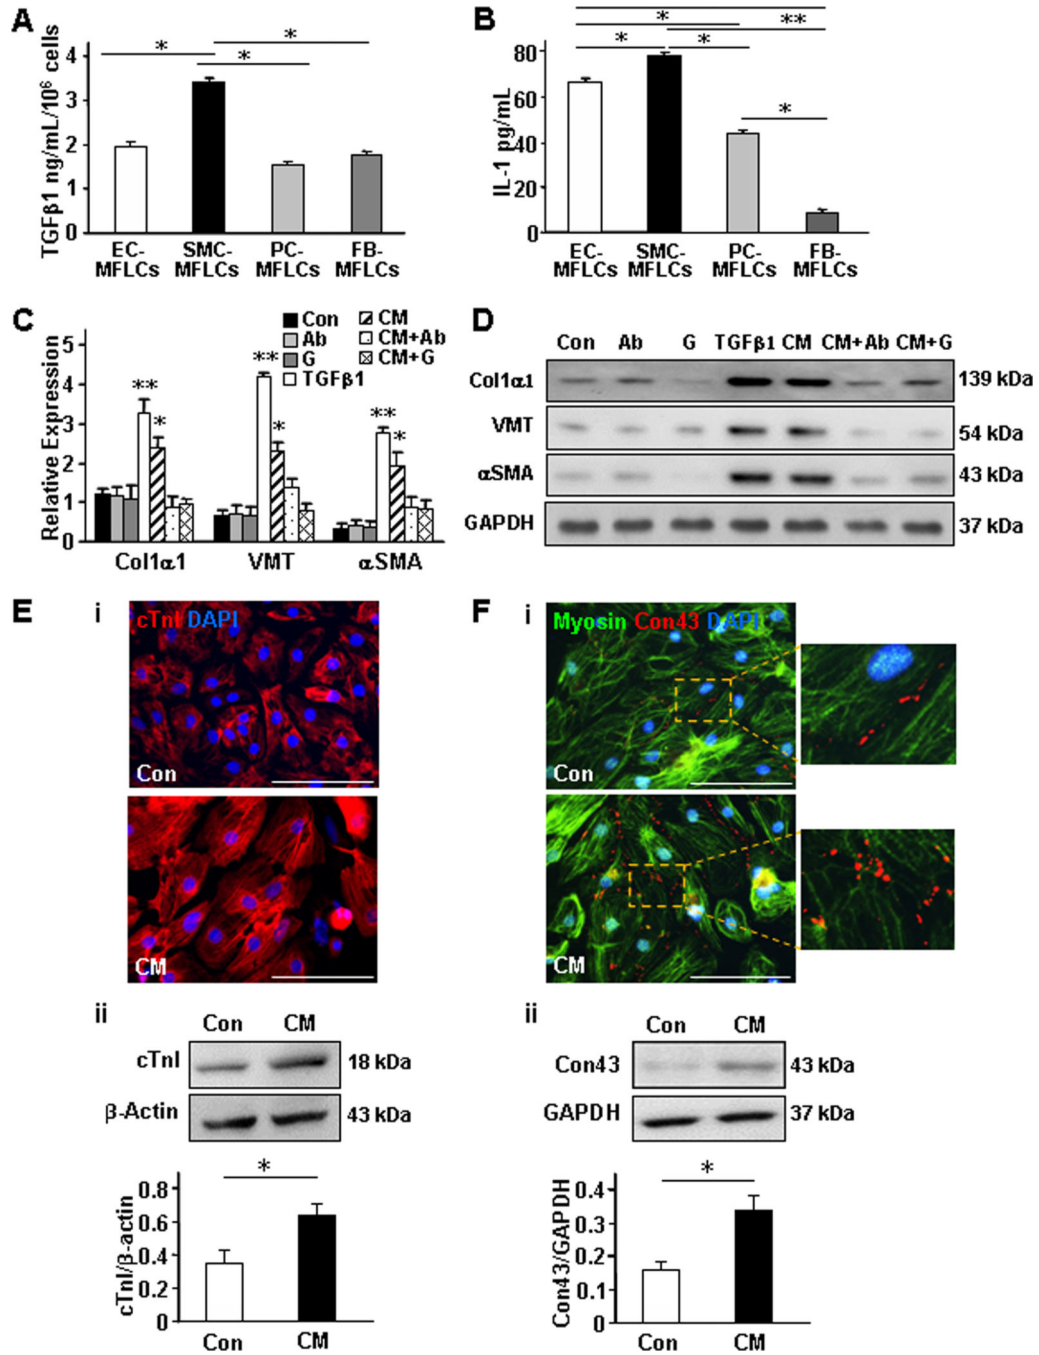 A
TGFβ1 ng/mL/10⁶ cells
4
3
2
1
0
*
*
*
EC-MFLCs
SMC-MFLCs
PC-MFLCs
FB-MFLCs
B
IL-1 pg/mL
80
60
40
20
0
*
**
*
*
*
EC-MFLCs
SMC-MFLCs
PC-MFLCs
FB-MFLCs
C
Relative Expression
5
4
3
2
1
0
Con
Ab
G
TGFβ1
CM
CM+Ab
CM+G
**
*
**
*
**
*
Col1α1
VMT
αSMA
D
Con Ab G TGFβ1 CM CM+Ab CM+G
Col1α1 139 kDa
VMT 54 kDa
αSMA 43 kDa
GAPDH 37 kDa
E
i
cTnI DAPI
Con
CM
ii
Con CM
cTnI 18 kDa
β-Actin 43 kDa
cTnI/β-actin
0.8
0.6
0.4
0.2
0
*
Con
CM
F
i
Myosin Con43 DAPI
Con
CM
ii
Con CM
Con43 43 kDa
GAPDH 37 kDa
Con43/GAPDH
0.4
0.3
0.2
0.1
0
*
Con
CM